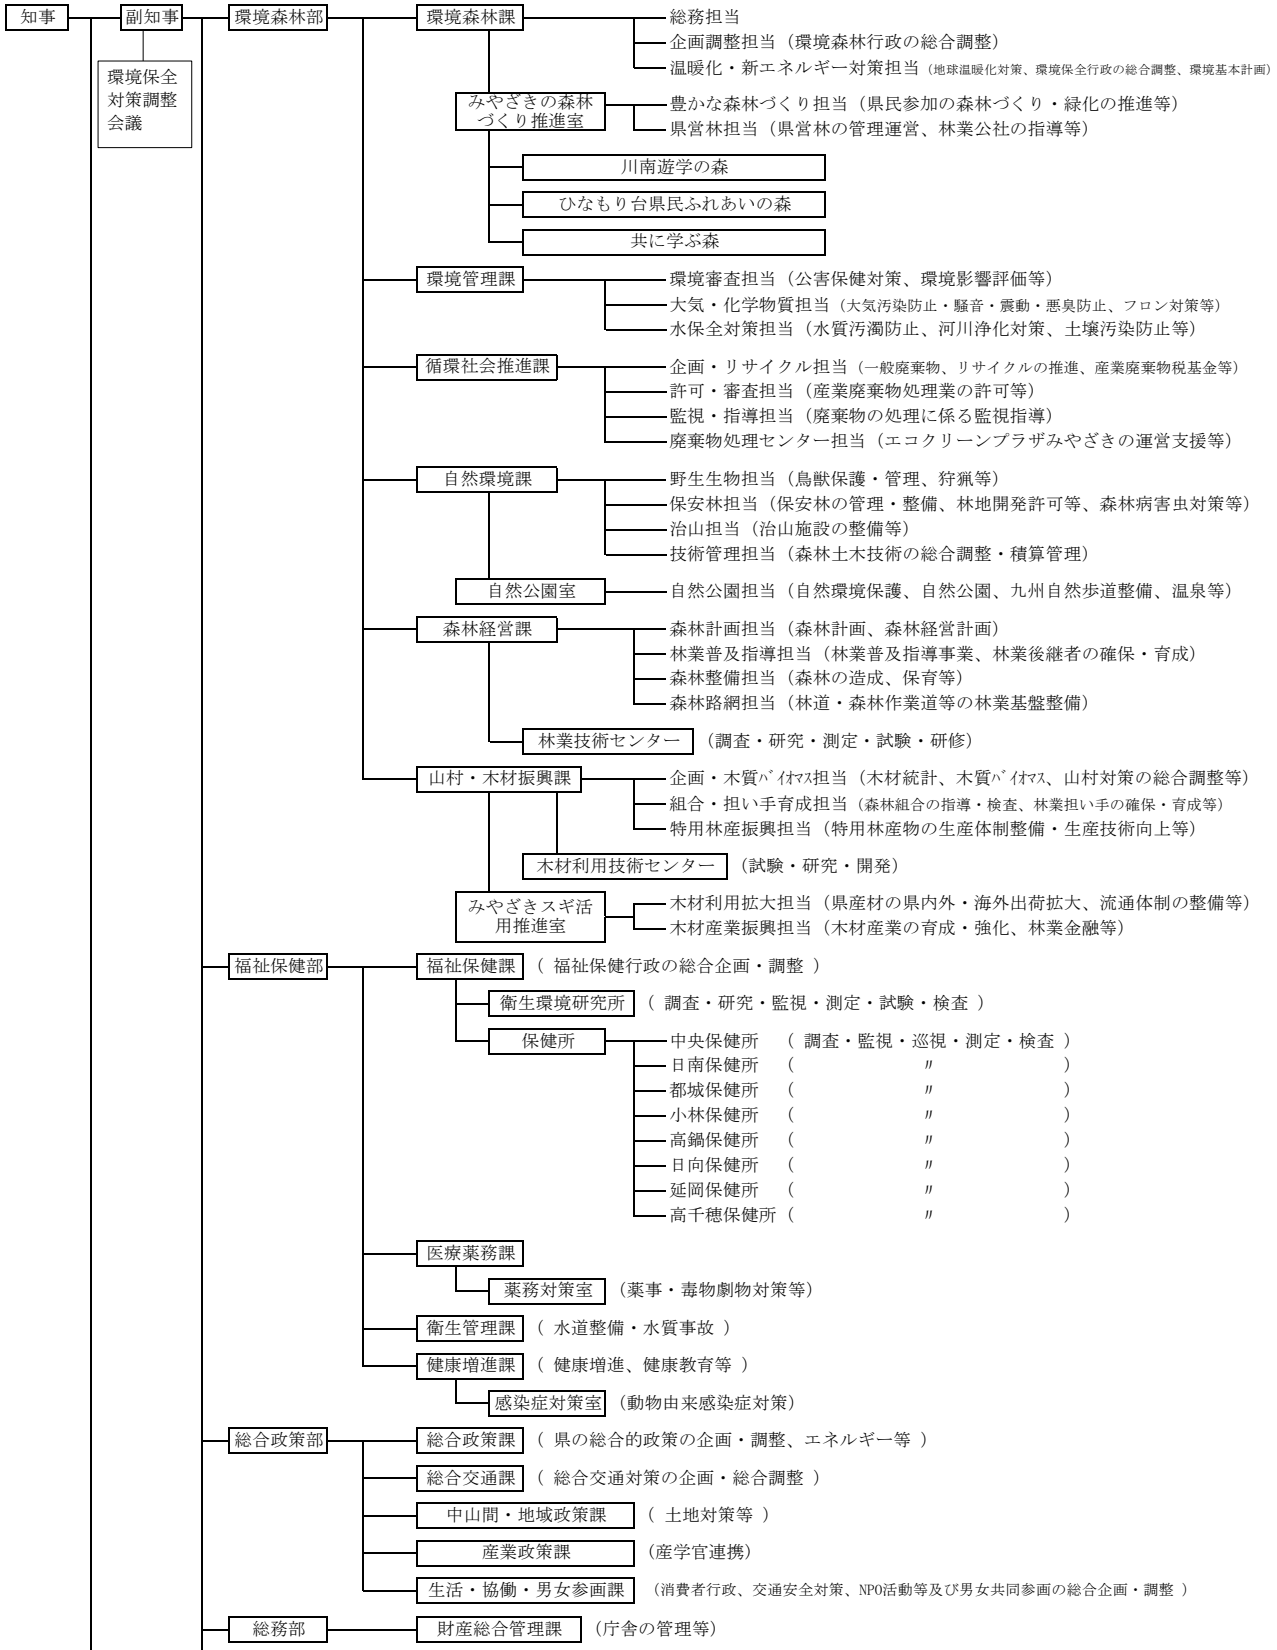 知事 副知事 環境森林部 環境森林課 総務担当
企画調整担当（環境森林行政の総合調整）
環境保全対策調整会議
温暖化・新エネルギー対策担当（地球温暖化対策、環境保全行政の総合調整、環境基本計画）
みやざきの森林づくり推進室 豊かな森林づくり担当（県民参加の森林づくり・緑化の推進等）
県営林担当（県営林の管理運営、林業公社の指導等）
川南遊学の森
ひなもり台県民ふれあいの森
共に学ぶ森
環境管理課 環境審査担当（公害保健対策、環境影響評価等）
大気・化学物質担当（大気汚染防止・騒音・震動・悪臭防止、フロン対策等）
水保全対策担当（水質汚濁防止、河川浄化対策、土壌汚染防止等）
循環社会推進課 企画・リサイクル担当（一般廃棄物、リサイクルの推進、産業廃棄物税基金等）
許可・審査担当（産業廃棄物処理業の許可等）
監視・指導担当（廃棄物の処理に係る監視指導）
廃棄物処理センター担当（エコクリーンプラザみやざきの運営支援等）
自然環境課 野生生物担当（鳥獣保護・管理、狩猟等）
保安林担当（保安林の管理・整備、林地開発許可等、森林病害虫対策等）
治山担当（治山施設の整備等）
技術管理担当（森林土木技術の総合調整・積算管理）
自然公園室 自然公園担当（自然環境保護、自然公園、九州自然歩道整備、温泉等）
森林経営課 森林計画担当（森林計画、森林経営計画）
林業普及指導担当（林業普及指導事業、林業後継者の確保・育成）
森林整備担当（森林の造成、保育等）
森林路網担当（林道・森林作業道等の林業基盤整備）
林業技術センター （調査・研究・測定・試験・研修）
山村・木材振興課 企画・木質ﾊﾞｲｵﾏｽ担当（木材統計、木質ﾊﾞｲｵﾏｽ、山村対策の総合調整等）
組合・担い手育成担当（森林組合の指導・検査、林業担い手の確保・育成等）
特用林産振興担当（特用林産物の生産体制整備・生産技術向上等）
木材利用技術センター （試験・研究・開発）
みやざきスギ活用推進室 木材利用拡大担当（県産材の県内外・海外出荷拡大、流通体制の整備等）
木材産業振興担当（木材産業の育成・強化、林業金融等）
福祉保健部 福祉保健課 （ 福祉保健行政の総合企画・調整 ）
衛生環境研究所 （ 調査・研究・監視・測定・試験・検査 ）
保健所 中央保健所 （ 調査・監視・巡視・測定・検査 ）
日南保健所 （ 〃 ）
都城保健所 （ 〃 ）
小林保健所 （ 〃 ）
高鍋保健所 （ 〃 ）
日向保健所 （ 〃 ）
延岡保健所 （ 〃 ）
高千穂保健所（ 〃 ）
医療薬務課
薬務対策室 （薬事・毒物劇物対策等）
衛生管理課 （ 水道整備・水質事故 ）
健康増進課 （ 健康増進、健康教育等 ）
感染症対策室 （動物由来感染症対策）
総合政策部 総合政策課 （ 県の総合的政策の企画・調整、エネルギー等 ）
総合交通課 （ 総合交通対策の企画・総合調整 ）
中山間・地域政策課 （ 土地対策等 ）
産業政策課 （産学官連携）
生活・協働・男女参画課 （消費者行政、交通安全対策、NPO活動等及び男女共同参画の総合企画・調整 ）
総務部 財産総合管理課 （庁舎の管理等）